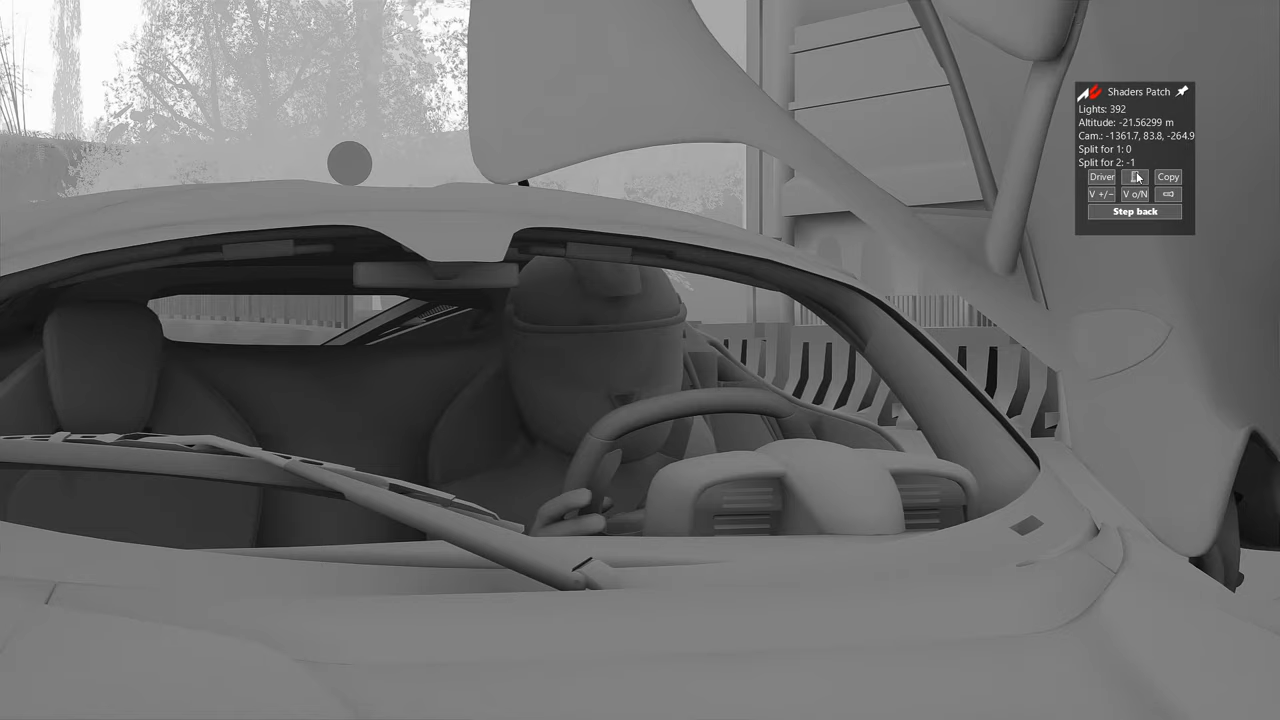 Shaders Patch
Lights: 392
Altitude: -21.56299 m
Cam.: -1361.7, 83.8, -264.9
Split for 1: 0
Split for 2: -1
Driver Copy
V +/− V o/N
Step back